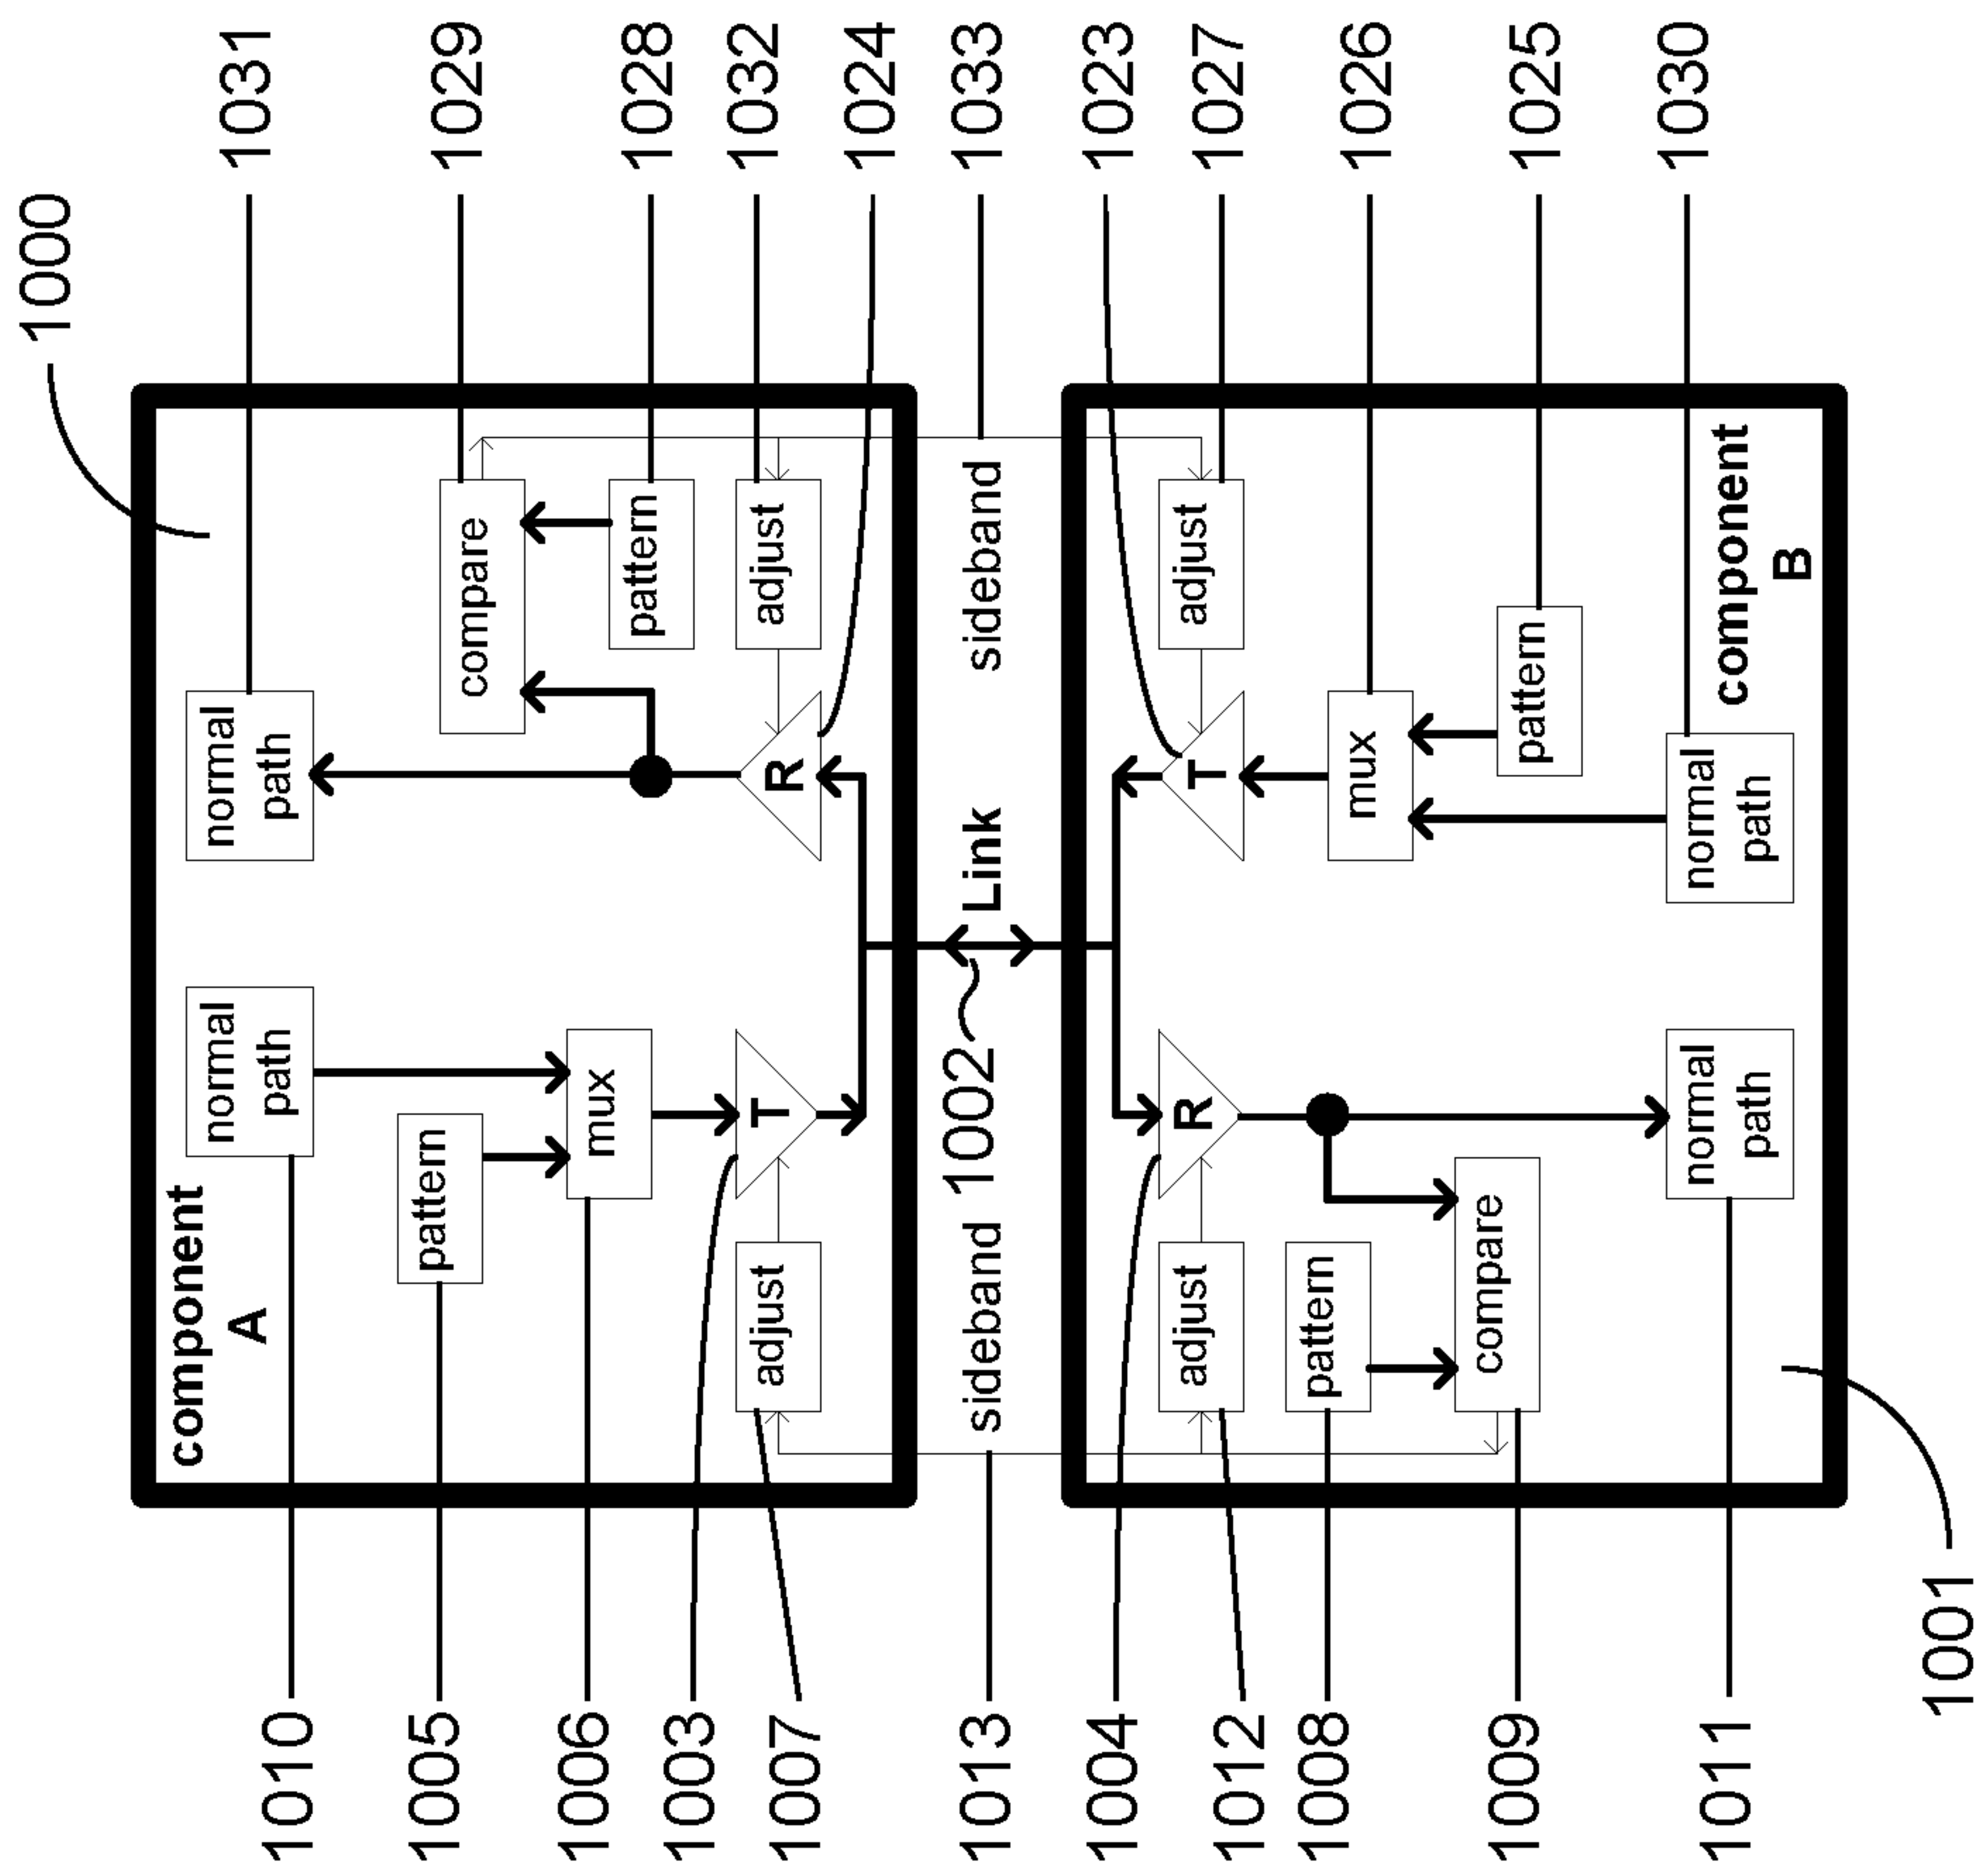 1000
component
A
normal
path
normal
path
1010
1031
pattern
compare
1005
1029
mux
pattern
1006
1028
adjust
T
R
adjust
1003
1032
1007
1024
1013
sideband
1002
Link
sideband
1033
1004
1023
adjust
R
T
adjust
1012
1027
pattern
mux
1008
1026
compare
pattern
1009
1025
normal
path
normal
path
component
B
1011
1030
1001